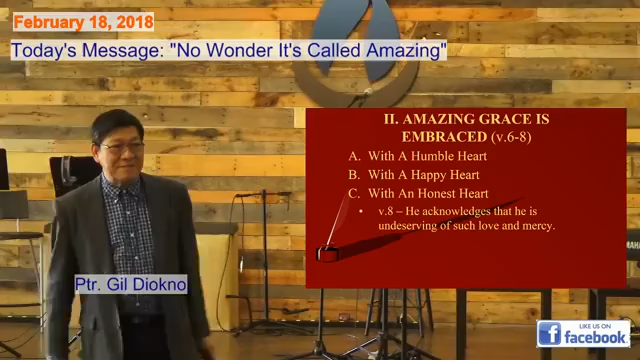 February 18, 2018
Today's Message: "No Wonder It's Called Amazing"
II. AMAZING GRACE IS
EMBRACED (v.6-8)
A. With A Humble Heart
B. With A Happy Heart
C. With An Honest Heart
• v.8 – He acknowledges that he is
undeserving of such love and mercy.
Ptr. Gil Diokno
LIKE US ON
facebook